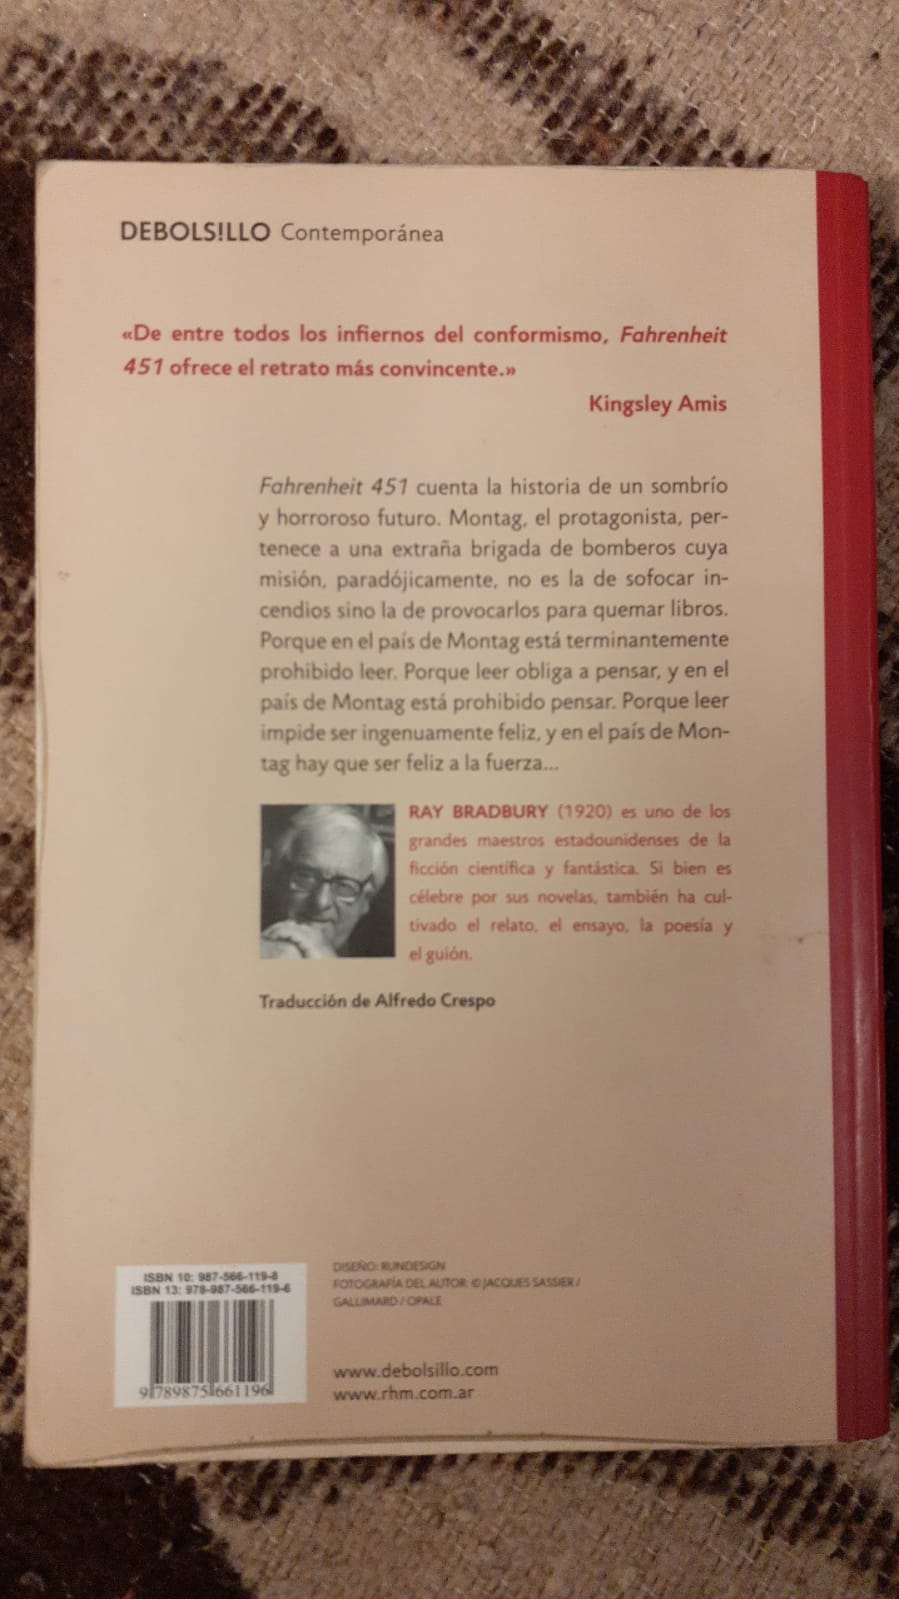 DEBOLS!LLO Contemporánea
«De entre todos los infiernos del conformismo, Fahrenheit
451 ofrece el retrato más convincente.»
Kingsley Amis
Fahrenheit 451 cuenta la historia de un sombrío
y horroroso futuro. Montag, el protagonista, per-
tenece a una extraña brigada de bomberos cuya
misión, paradójicamente, no es la de sofocar in-
cendios sino la de provocarlos para quemar libros.
Porque en el país de Montag está terminantemente
prohibido leer. Porque leer obliga a pensar, y en el
país de Montag está prohibido pensar. Porque leer
impide ser ingenuamente feliz, y en el país de Mon-
tag hay que ser feliz a la fuerza...
RAY BRADBURY (1920) es uno de los
grandes maestros estadounidenses de la
ficción científica y fantástica. Si bien es
célebre por sus novelas, también ha cul-
tivado el relato, el ensayo, la poesía y
el guión.
Traducción de Alfredo Crespo
ISBN 10: 987-566-119-8
ISBN 13: 978-987-566-119-6
9 789875 661196
DISEÑO: RUNDESIGN
FOTOGRAFÍA DEL AUTOR: © JACQUES SASSIER /
GALLIMARD / OPALE
www.debolsillo.com
www.rhm.com.ar